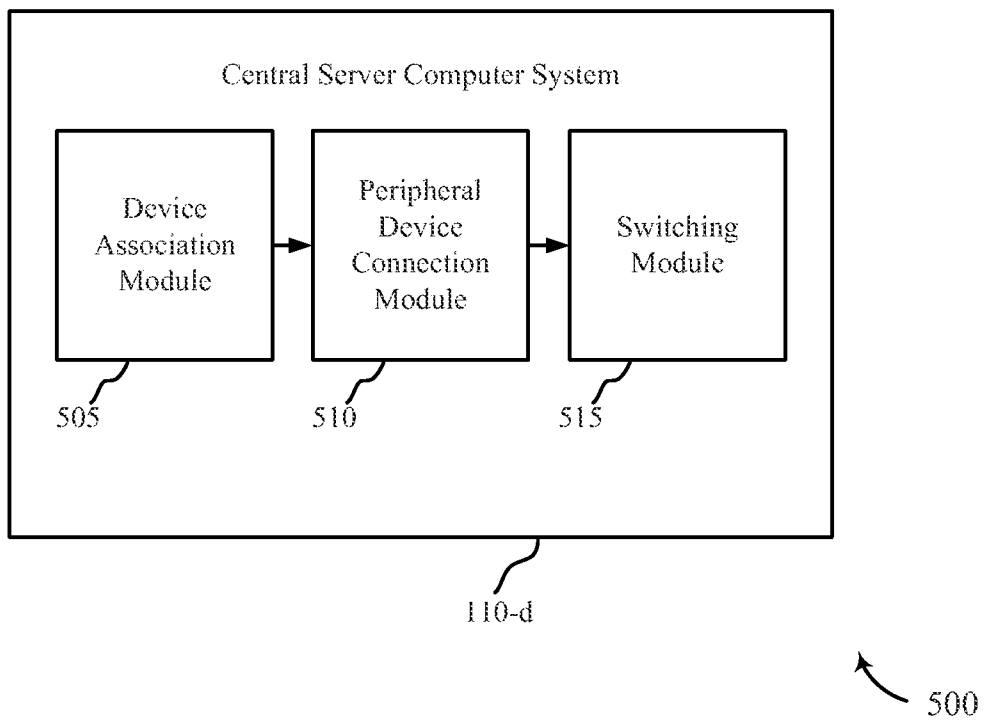 Central Server Computer System
Device
Association
Module
Peripheral
Device
Connection
Module
Switching
Module
505
510
515
110-d
500